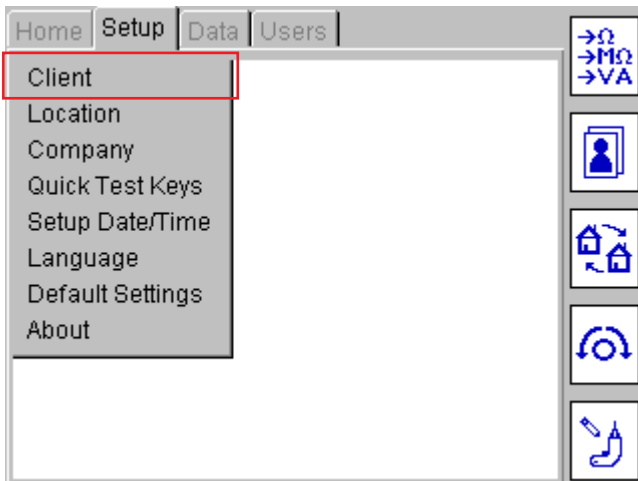 Home Setup Data Users
Client
Location
Company
Quick Test Keys
Setup Date/Time
Language
Default Settings
About
→Ω
→MΩ
→VA